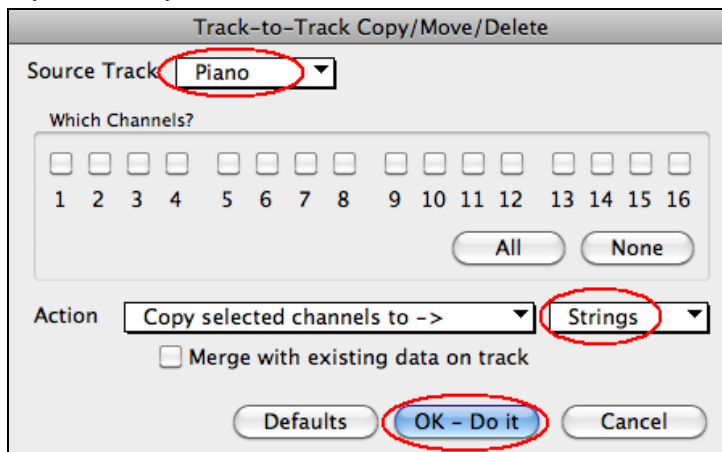 Track-to-Track Copy/Move/Delete
Source Track Piano
Which Channels?
1 2 3 4 5 6 7 8 9 10 11 12 13 14 15 16
All None
Action Copy selected channels to -> Strings
Merge with existing data on track
Defaults OK - Do it Cancel